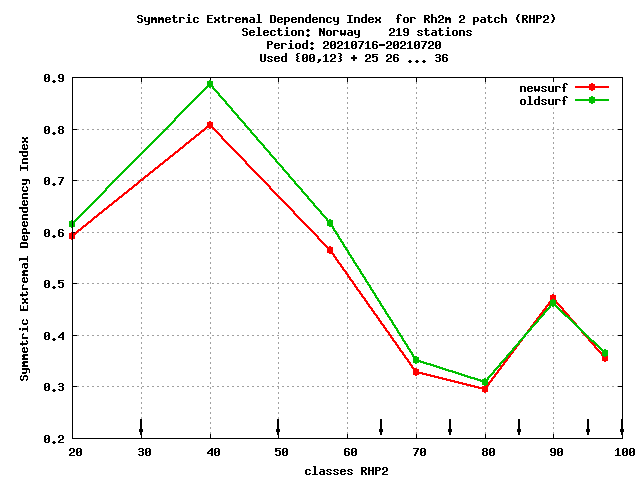 Symmetric Extremal Dependency Index  for Rh2m 2 patch (RHP2)
Selection: Norway    219 stations
Period: 20210716-20210720
Used {00,12} + 25 26 ... 36
newsurf
oldsurf
Symmetric Extremal Dependency Index
0.9
0.8
0.7
0.6
0.5
0.4
0.3
0.2
20 30 40 50 60 70 80 90 100
classes RHP2